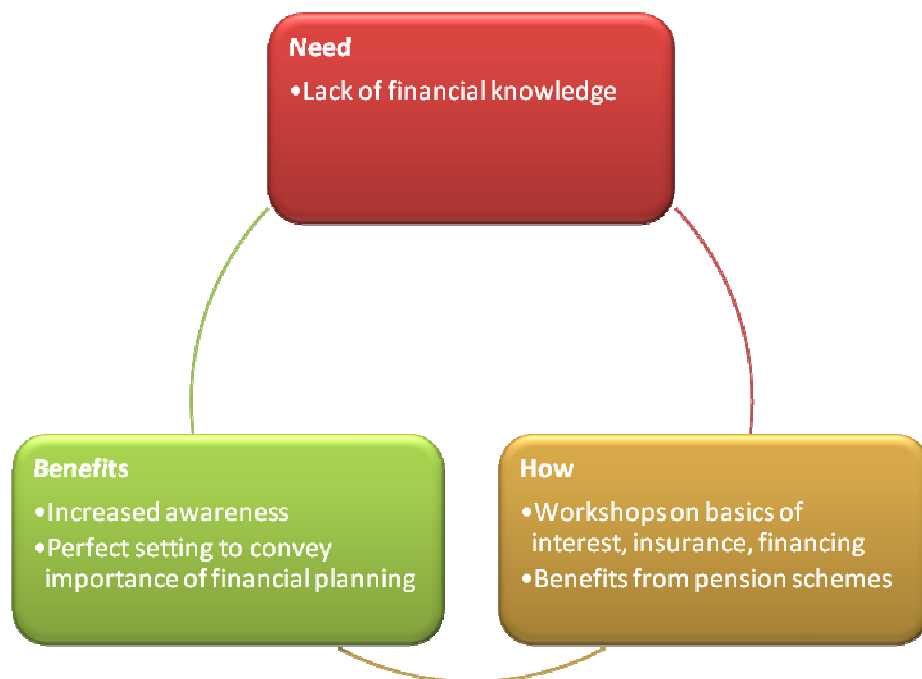 Need
•Lack of financial knowledge
Benefits
•Increased awareness
•Perfect setting to convey
importance of financial planning
How
•Workshops on basics of
interest, insurance, financing
•Benefits from pension schemes